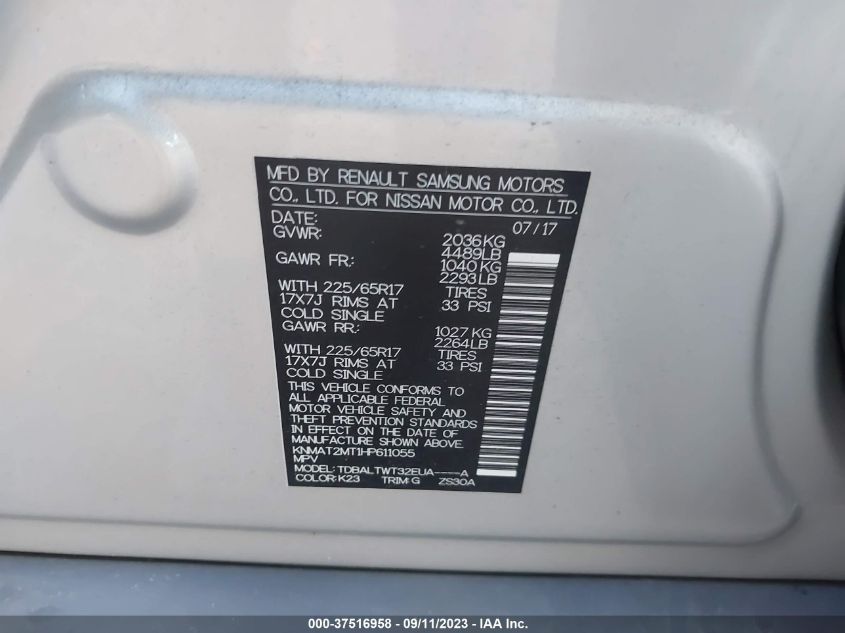 MFD BY RENAULT SAMSUNG MOTORS
CO., LTD. FOR NISSAN MOTOR CO., LTD.
DATE: 07/17
GVWR: 2036KG
4489LB
GAWR FR.: 1040KG
2293LB
WITH 225/65R17 TIRES
17X7J RIMS AT 33 PSI
COLD SINGLE
GAWR RR.: 1027KG
2264LB
WITH 225/65R17 TIRES
17X7J RIMS AT 33 PSI
COLD SINGLE
THIS VEHICLE CONFORMS TO
ALL APPLICABLE FEDERAL
MOTOR VEHICLE SAFETY AND
THEFT PREVENTION STANDARDS
IN EFFECT ON THE DATE OF
MANUFACTURE SHOWN ABOVE.
KNMAT2MT1HP611055
MPV
MODEL: TDBALTWT32EUA----A
COLOR: K23 TRIM: G ZS30A
000-37516958 - 09/11/2023 - IAA Inc.